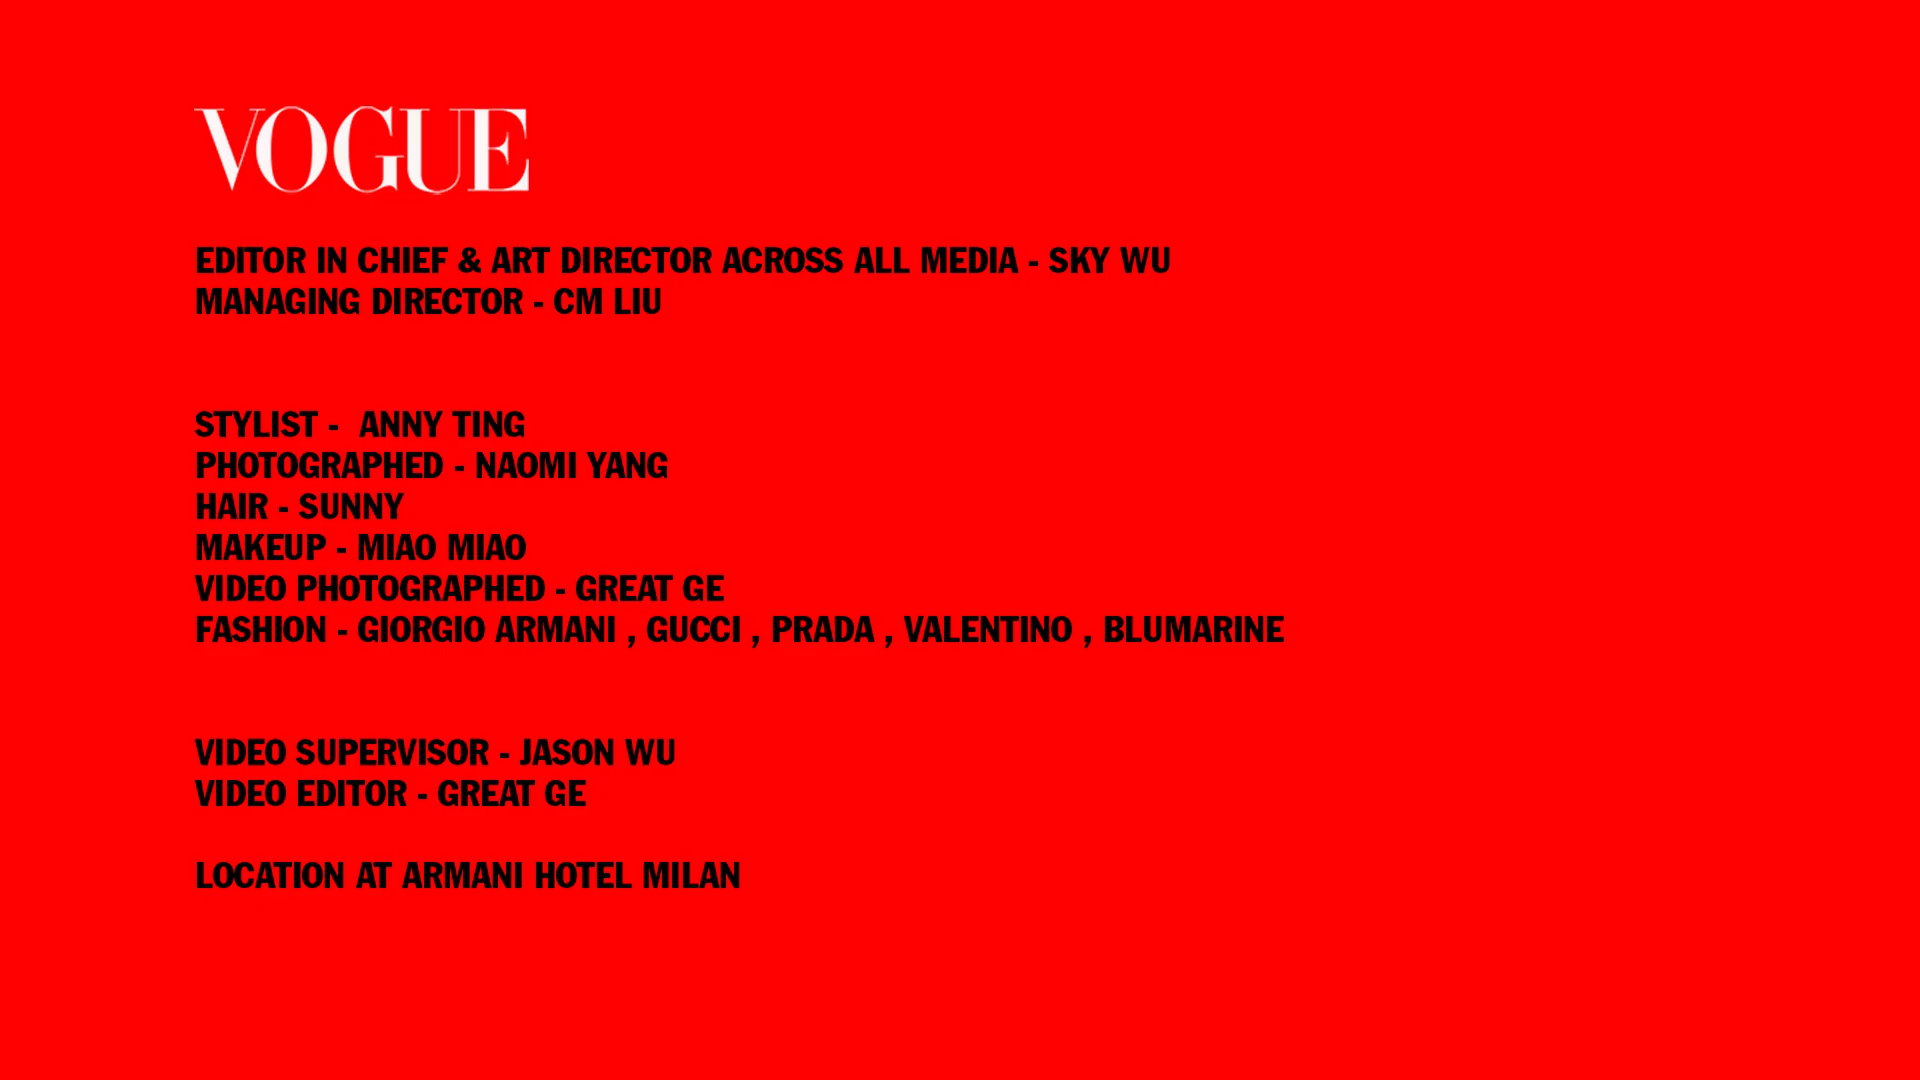 VOGUE
EDITOR IN CHIEF & ART DIRECTOR ACROSS ALL MEDIA - SKY WU
MANAGING DIRECTOR - CM LIU
STYLIST -  ANNY TING
PHOTOGRAPHED - NAOMI YANG
HAIR - SUNNY
MAKEUP - MIAO MIAO
VIDEO PHOTOGRAPHED - GREAT GE
FASHION - GIORGIO ARMANI , GUCCI , PRADA , VALENTINO , BLUMARINE
VIDEO SUPERVISOR - JASON WU
VIDEO EDITOR - GREAT GE
LOCATION AT ARMANI HOTEL MILAN